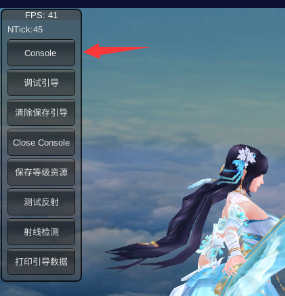 FPS: 41
NTick:45
Console
调试引导
清除保存引导
Close Console
保存等级资源
测试反射
射线检测
打印引导数据